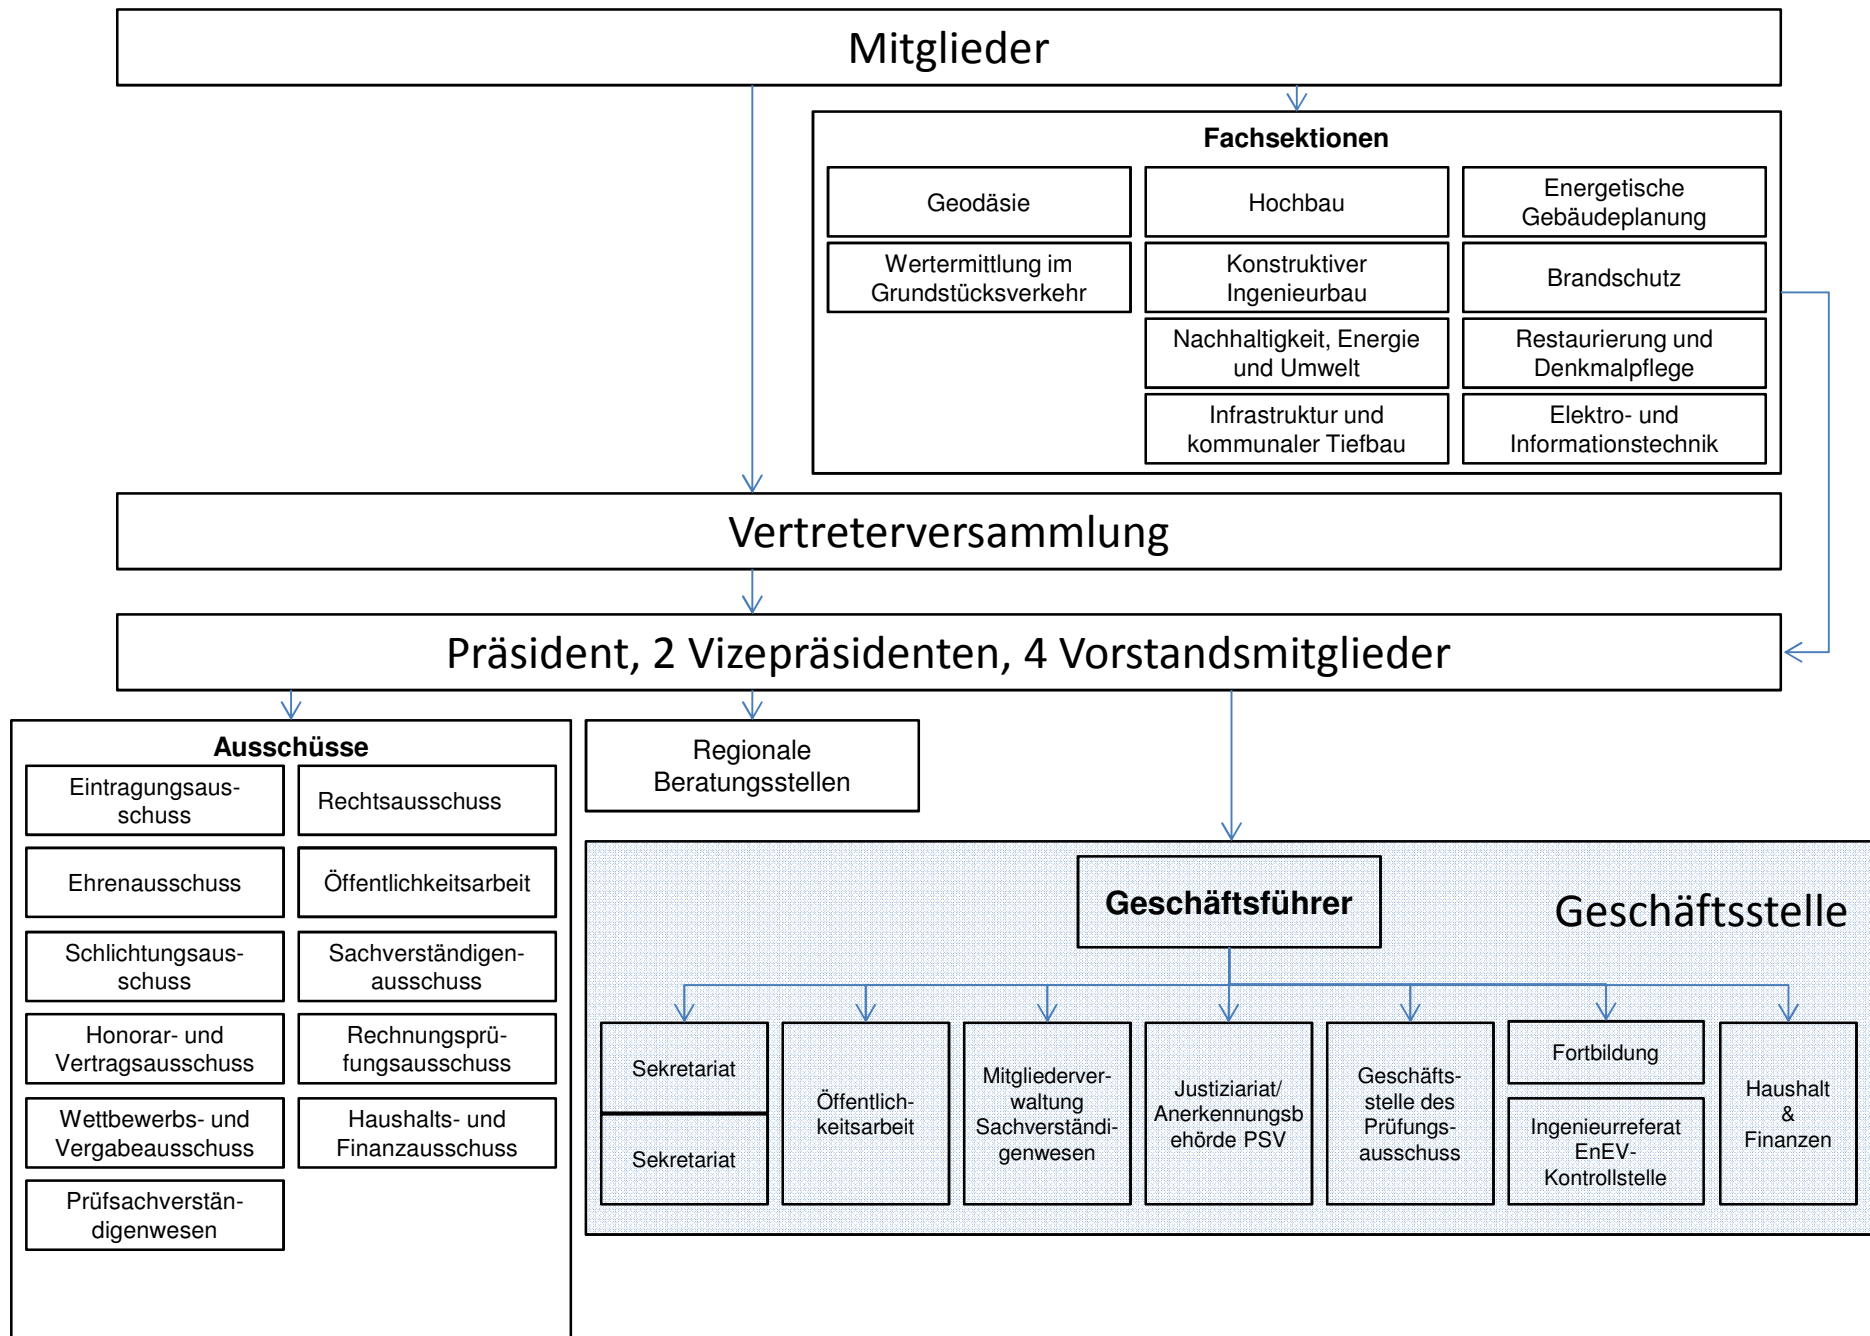 Mitglieder
Fachsektionen
Geodäsie
Hochbau
Energetische
Gebäudeplanung
Wertermittlung im
Grundstücksverkehr
Konstruktiver
Ingenieurbau
Brandschutz
Nachhaltigkeit, Energie
und Umwelt
Restaurierung und
Denkmalpflege
Infrastruktur und
kommunaler Tiefbau
Elektro- und
Informationstechnik
Vertreterversammlung
Präsident, 2 Vizepräsidenten, 4 Vorstandsmitglieder
Ausschüsse
Eintragungsaus-
schuss
Rechtsausschuss
Ehrenausschuss
Öffentlichkeitsarbeit
Schlichtungsaus-
schuss
Sachverständigen-
ausschuss
Honorar- und
Vertragsausschuss
Rechnungsprü-
fungsausschuss
Wettbewerbs- und
Vergabeausschuss
Haushalts- und
Finanzausschuss
Prüfsachverstän-
digenwesen
Regionale
Beratungsstellen
Geschäftsführer
Geschäftsstelle
Sekretariat
Sekretariat
Öffentlich-
keitsarbeit
Mitgliederver-
waltung
Sachverständi-
genwesen
Justiziariat/
Anerkennungsb
ehörde PSV
Geschäfts-
stelle des
Prüfungs-
ausschuss
Fortbildung
Ingenieurreferat
EnEV-
Kontrollstelle
Haushalt
&
Finanzen